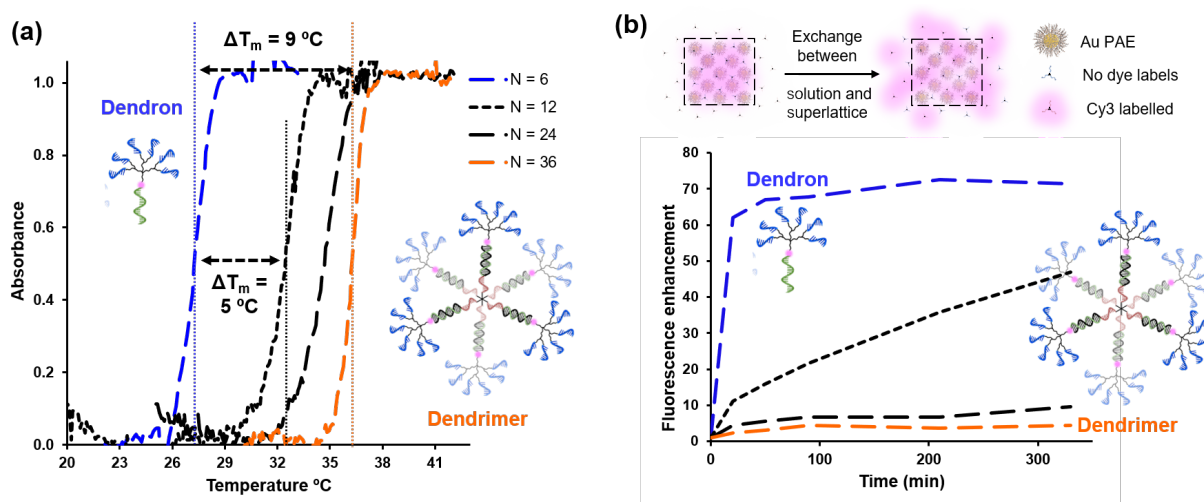 (a)
ΔTm = 9 ºC
Dendron
N = 6
N = 12
N = 24
N = 36
ΔTm =
5 ºC
Dendrimer
Absorbance
1.0
0.8
0.6
0.4
0.2
0.0
20
23
26
29
32
35
38
41
Temperature ºC
(b)
Exchange
between
solution and
superlattice
Au PAE
No dye labels
Cy3 labelled
Fluorescence enhancement
80
70
60
50
40
30
20
10
0
Dendron
Dendrimer
0
100
200
300
Time (min)